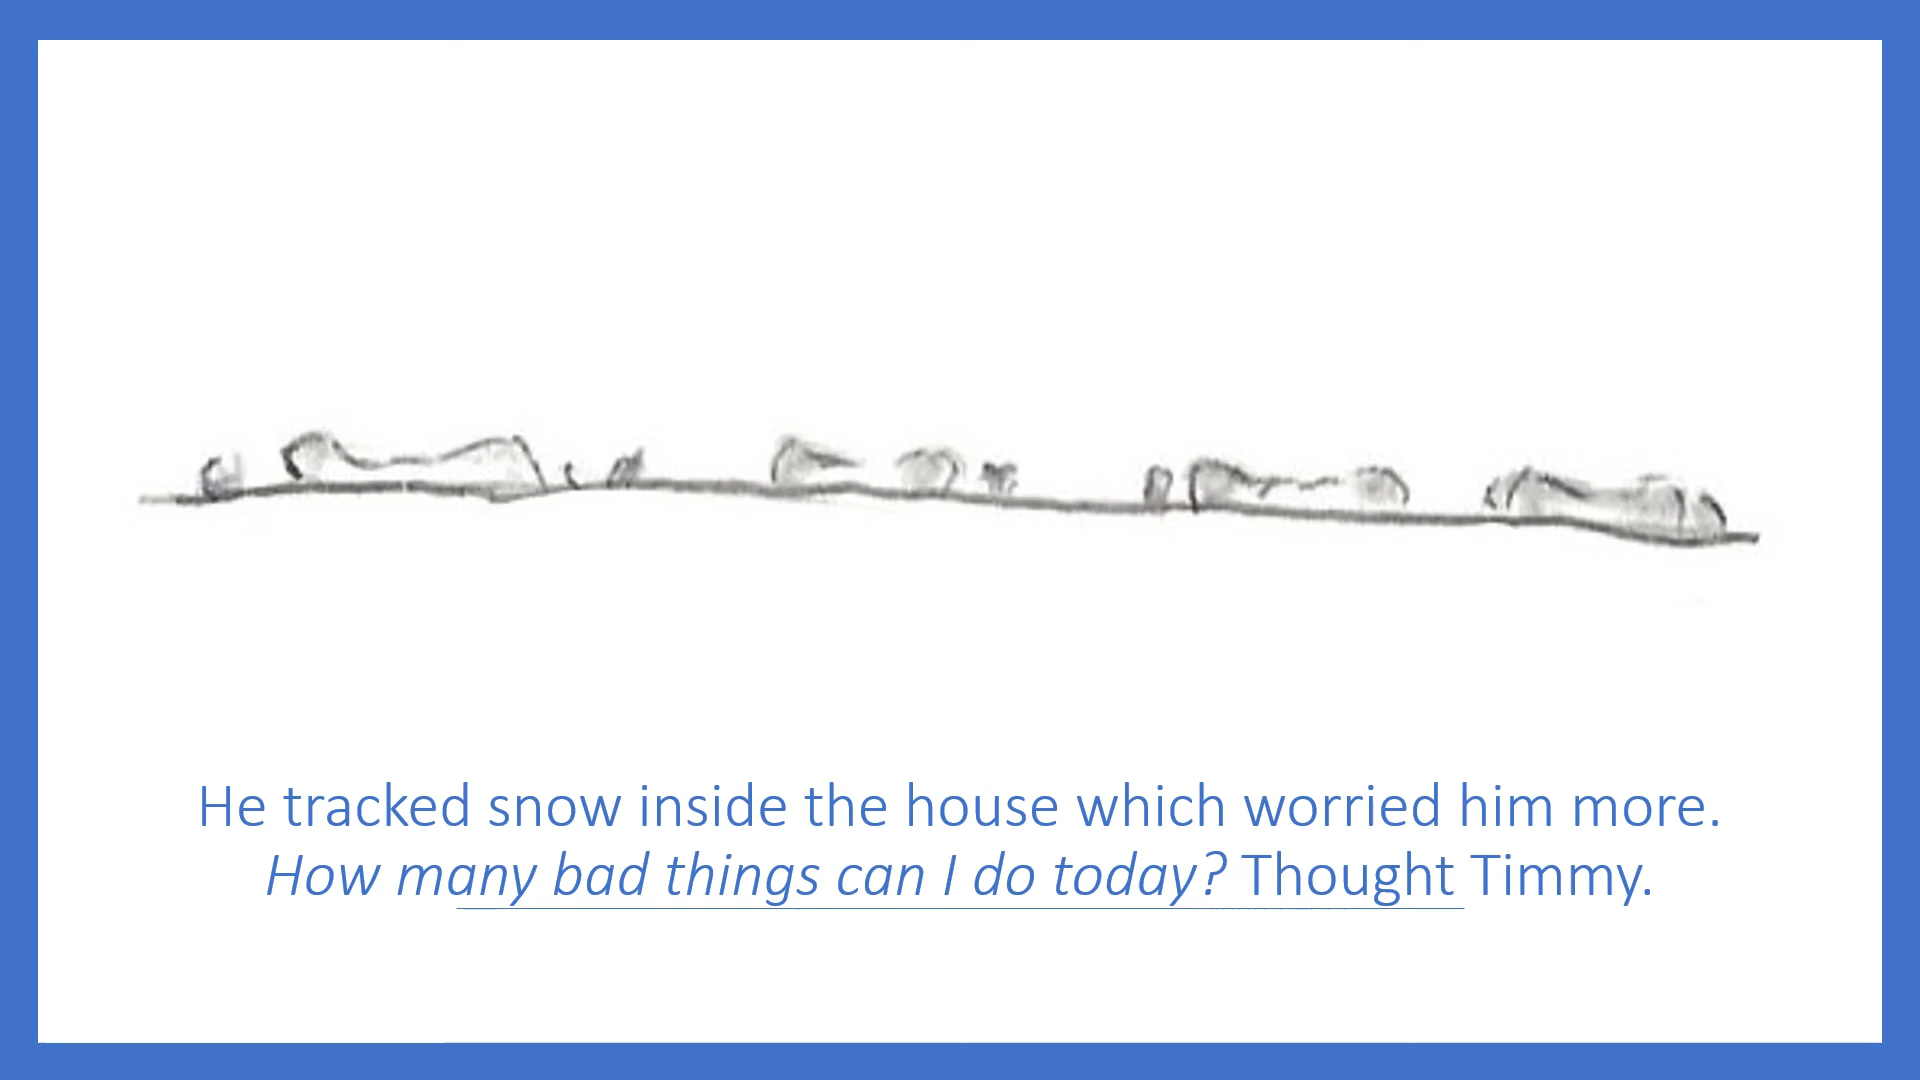 He tracked snow inside the house which worried him more.
How many bad things can I do today? Thought Timmy.